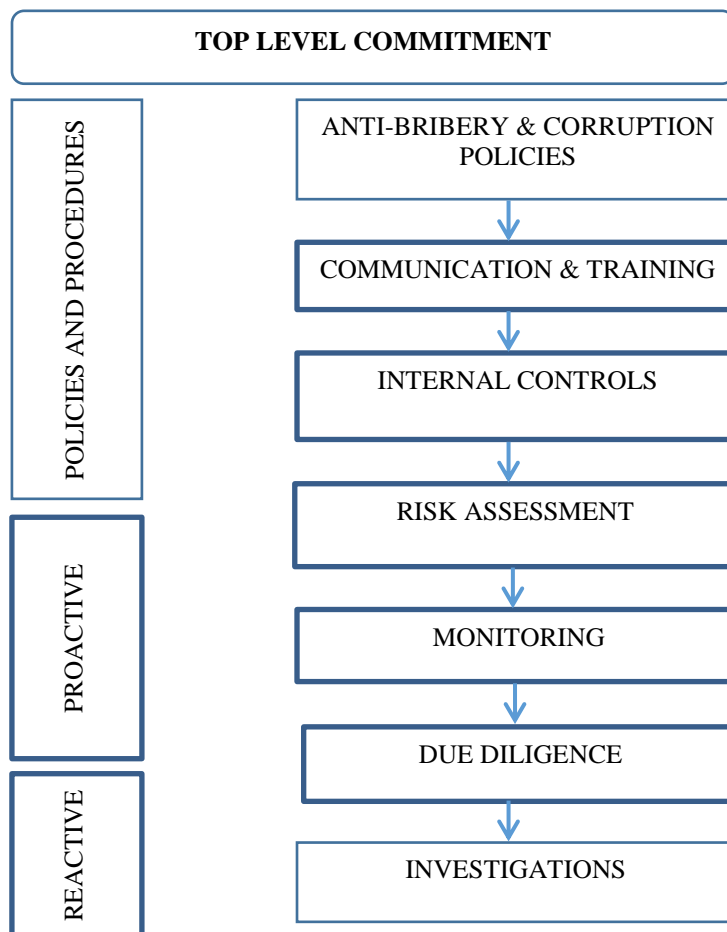 TOP LEVEL COMMITMENT
POLICIES AND PROCEDURES
ANTI-BRIBERY & CORRUPTION
POLICIES
COMMUNICATION & TRAINING
INTERNAL CONTROLS
PROACTIVE
RISK ASSESSMENT
MONITORING
DUE DILIGENCE
REACTIVE
INVESTIGATIONS